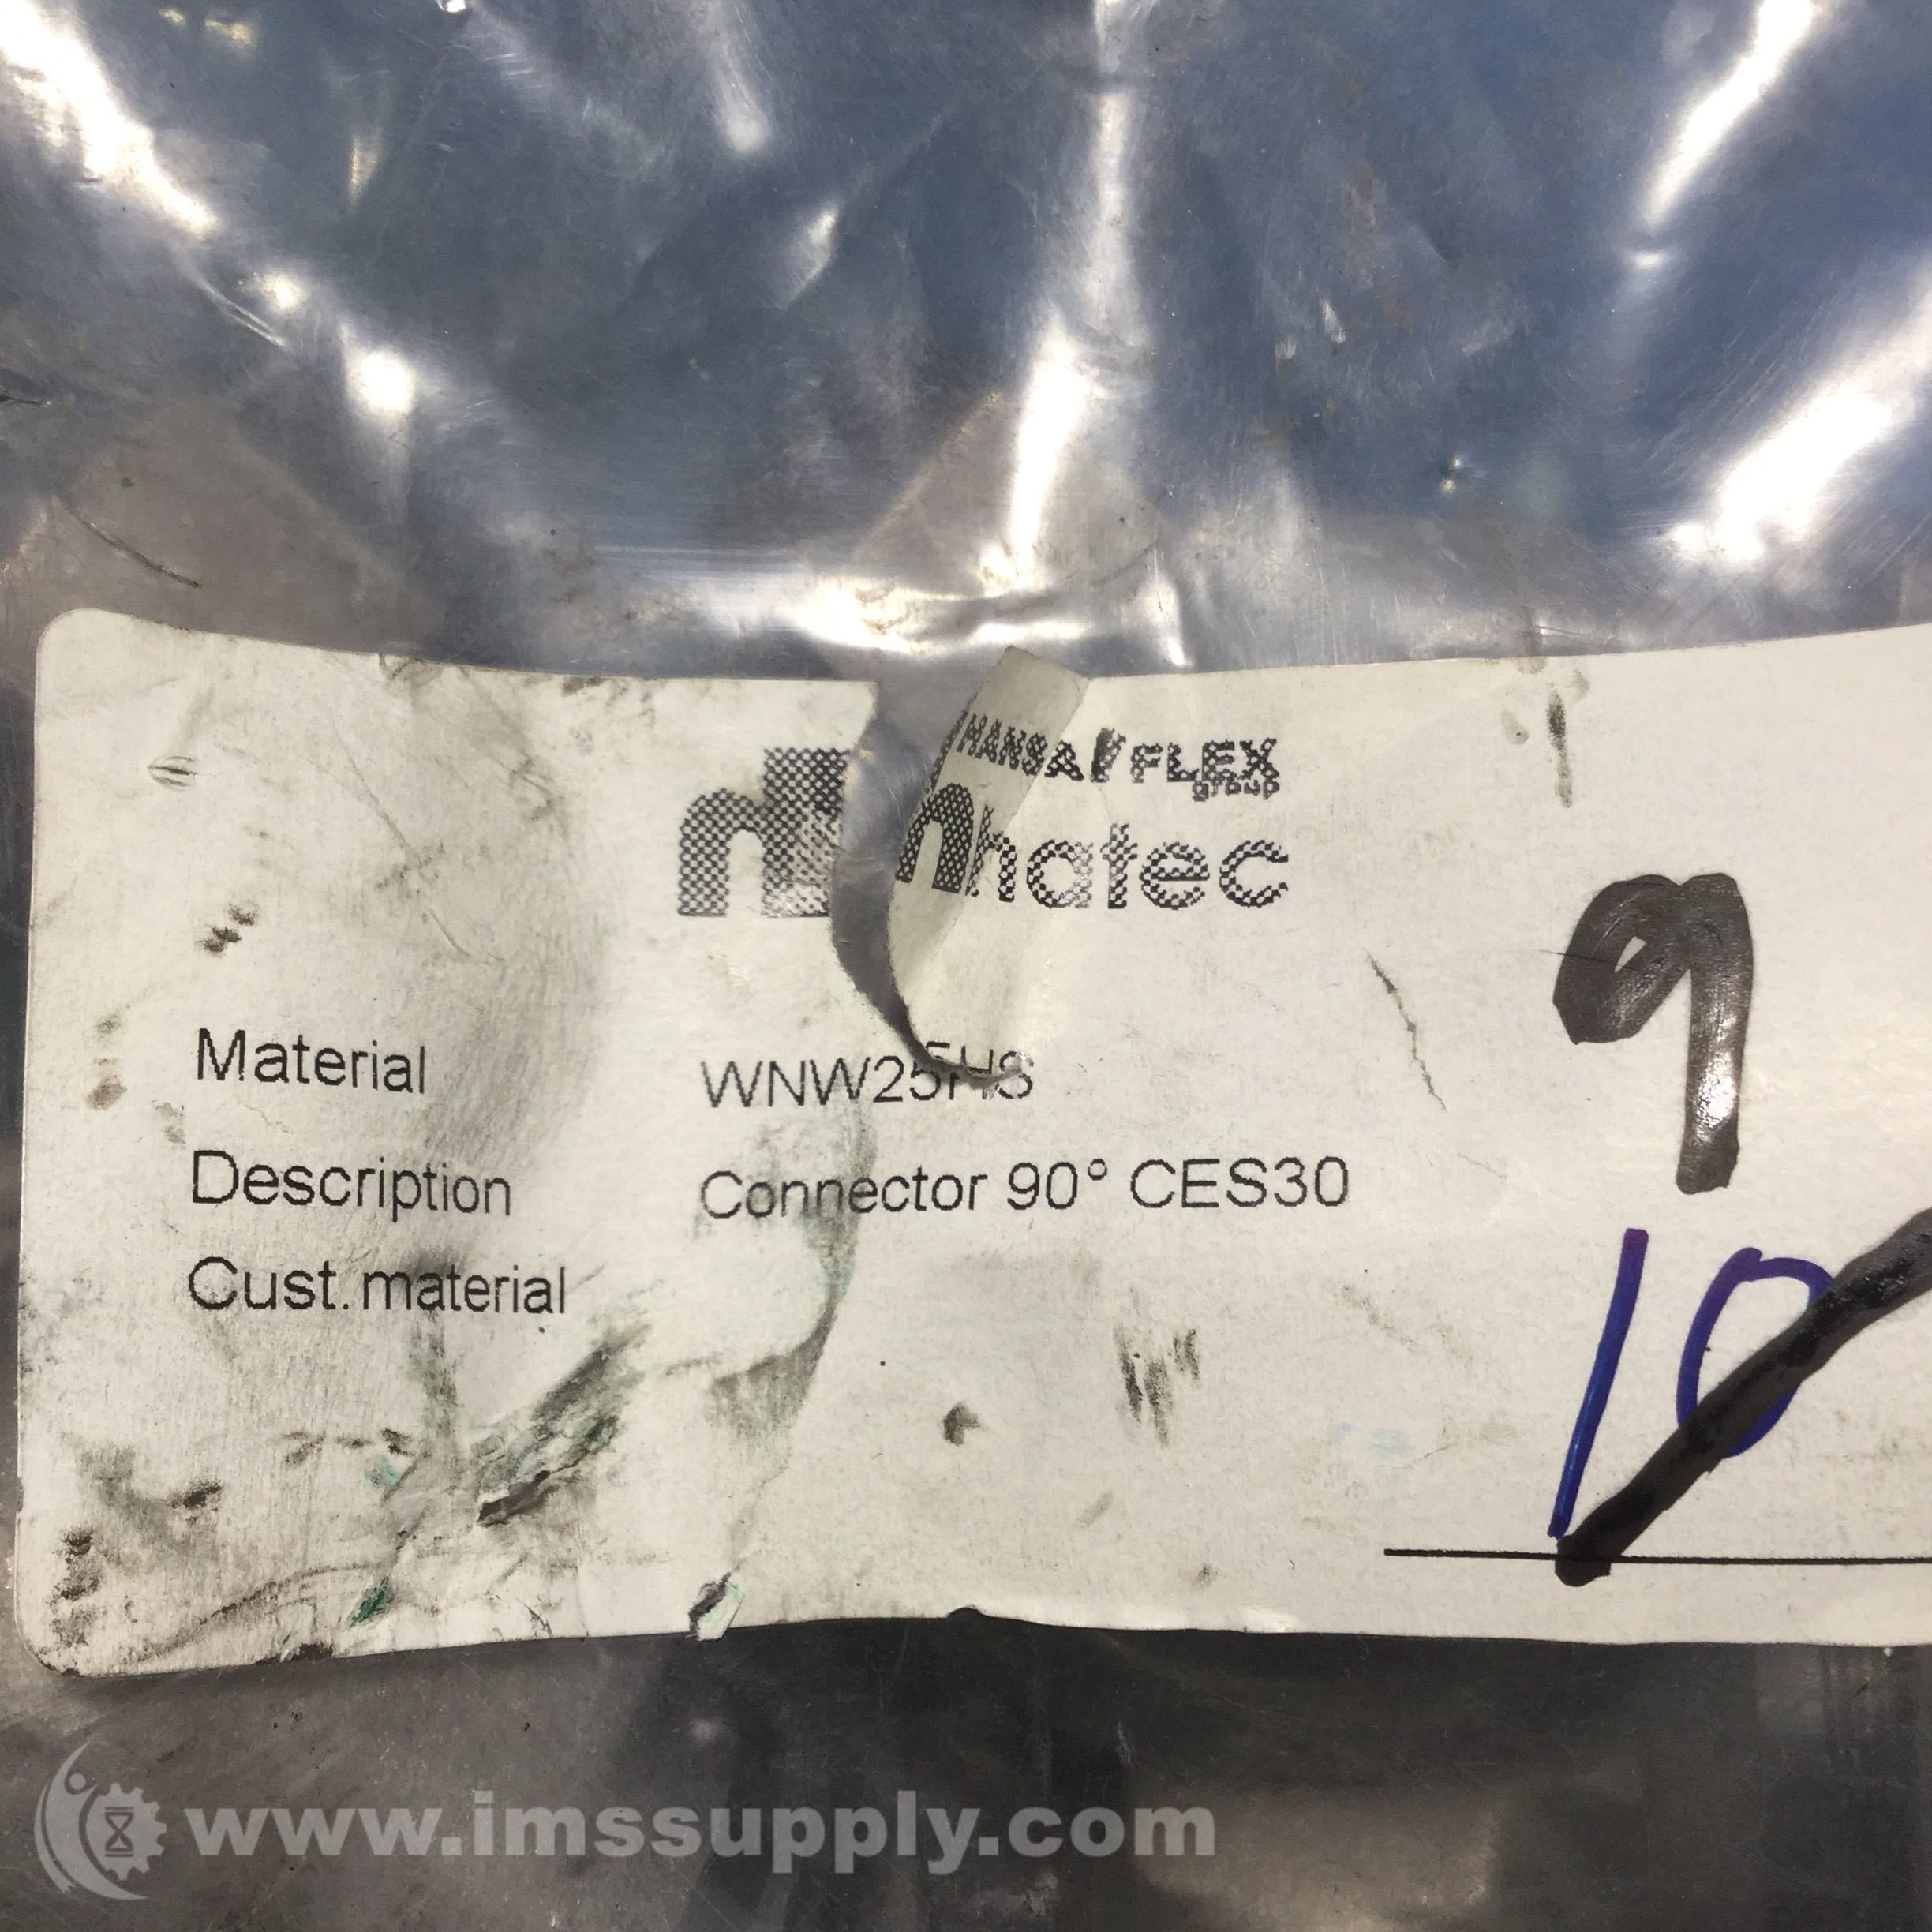 HANSA/FLEX
group
hatec
9
Material WNW25HS
Description Connector 90° CES30
Cust. material
10
www.imssupply.com